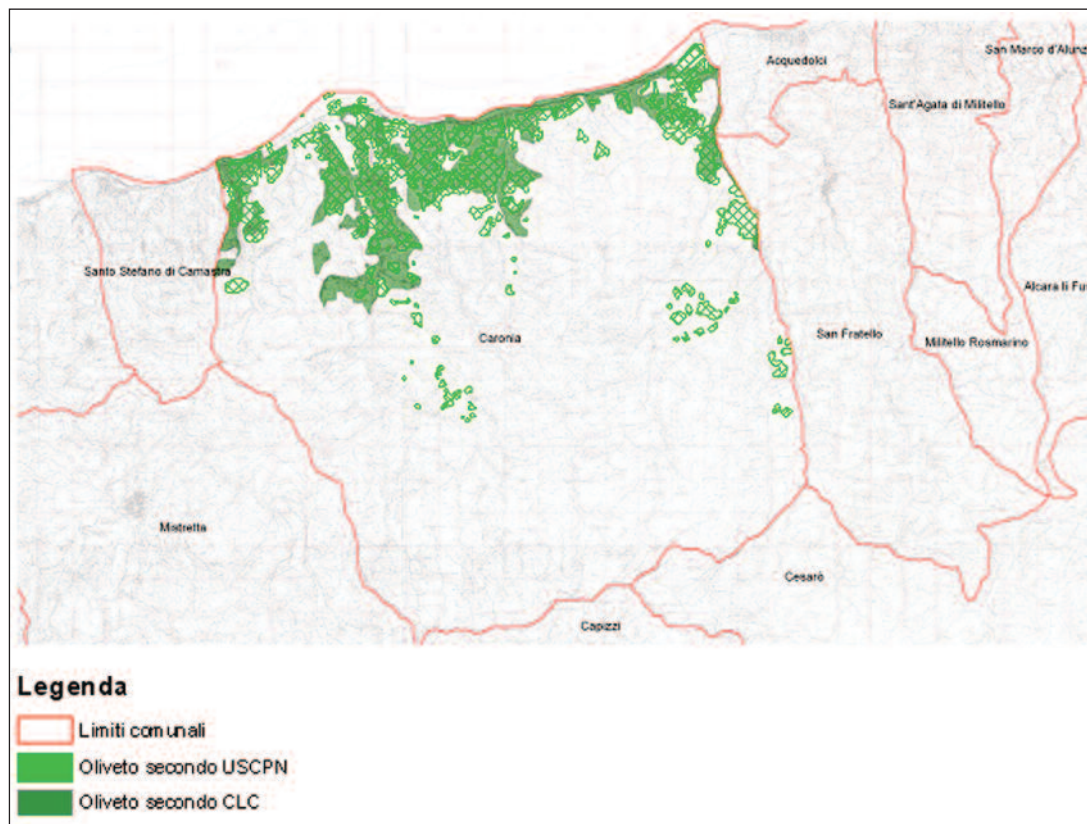 Acquedolci
San Marco d'Alunz
Sant'Agata di Militello
Santo Stefano di Camastra
Alcara li Fus
Caronia
San Fratello
Militello Rosmarino
Mistretta
Cesarò
Capizzi
Legenda
Limiti comunali
Oliveto secondo USCPN
Oliveto secondo CLC